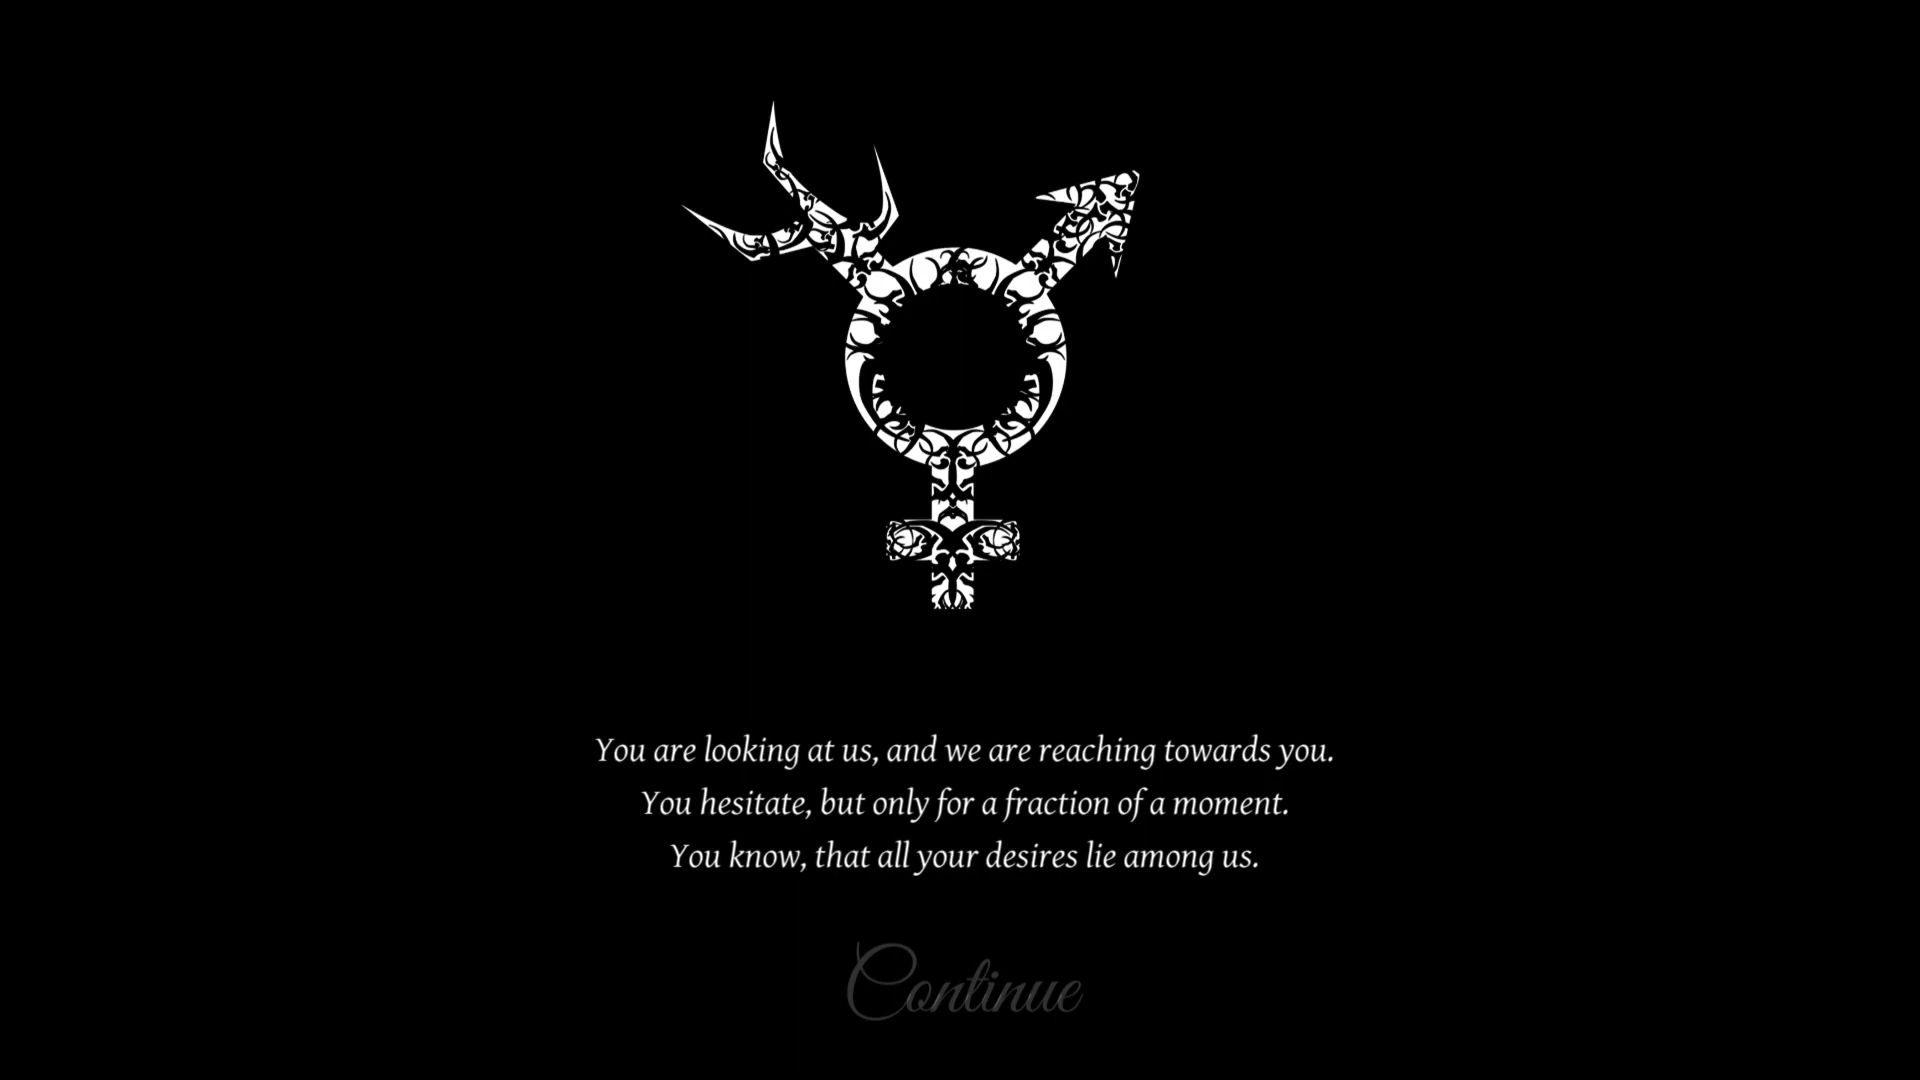 You are looking at us, and we are reaching towards you.
You hesitate, but only for a fraction of a moment.
You know, that all your desires lie among us.
Continue